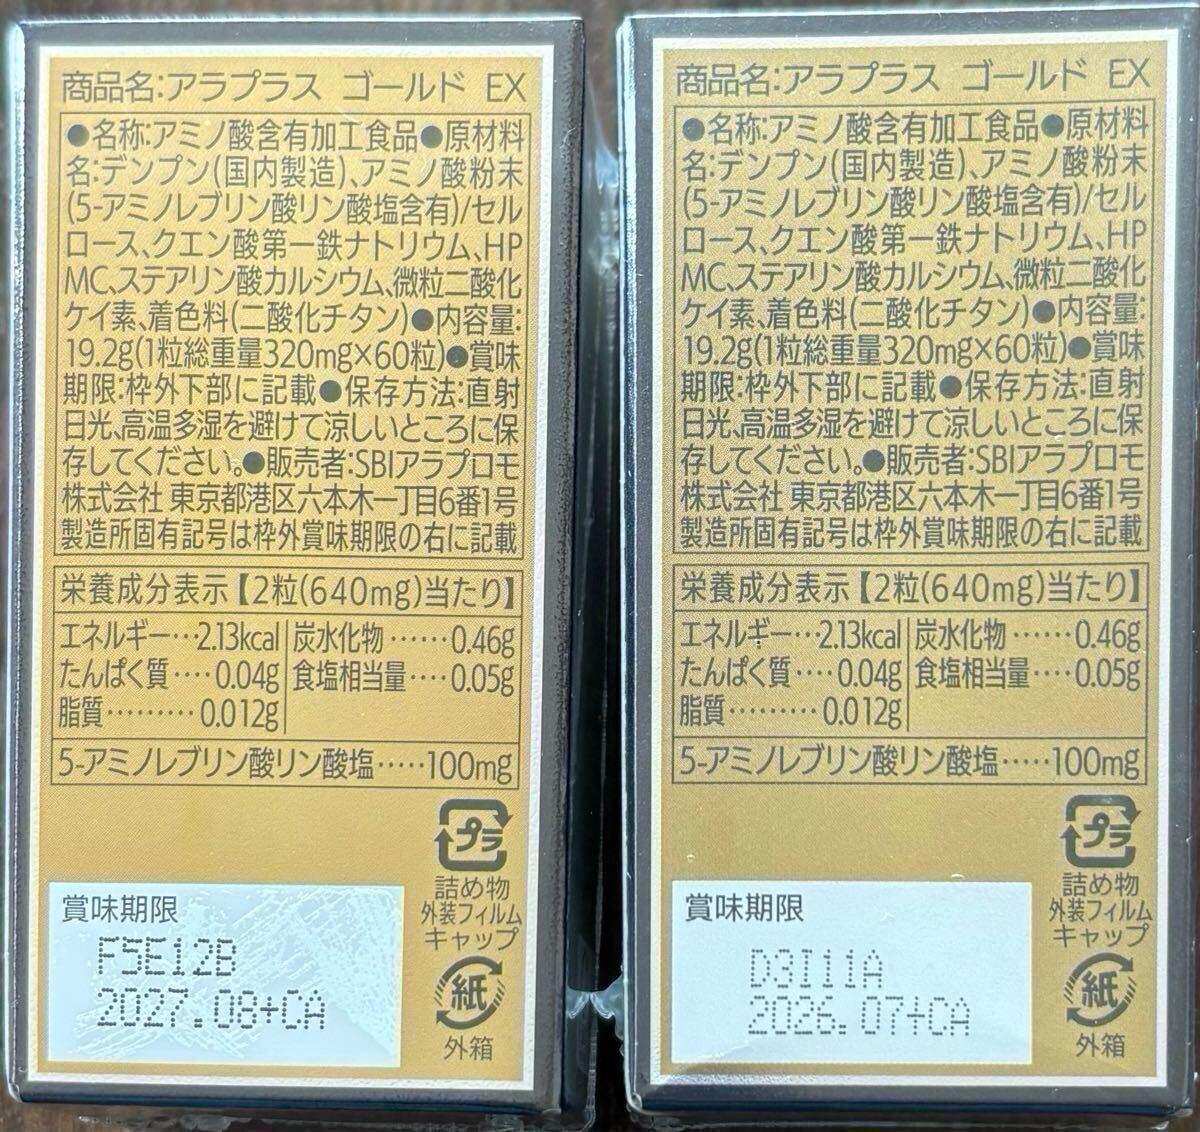 商品名:アラプラス ゴールド EX
●名称:アミノ酸含有加工食品●原材料
名:デンプン(国内製造)、アミノ酸粉末
(5-アミノレブリン酸リン酸塩含有)/セル
ロース、クエン酸第一鉄ナトリウム、HP
MC、ステアリン酸カルシウム、微粒二酸化
ケイ素、着色料(二酸化チタン)●内容量:
19.2g(1粒総重量320mg×60粒)●賞味
期限:枠外下部に記載●保存方法:直射
日光、高温多湿を避けて涼しいところに保
存してください。●販売者:SBIアラプロモ
株式会社 東京都港区六本木一丁目6番1号
製造所固有記号は枠外賞味期限の右に記載
栄養成分表示【2粒(640mg)当たり】
エネルギー…2.13kcal 炭水化物……0.46g
たんぱく質……0.04g 食塩相当量……0.05g
脂質………0.012g
5-アミノレブリン酸リン酸塩……100mg
プラ
詰め物
外装フィルム
キャップ
賞味期限
F5E12B
2027.08+CA
紙
外箱
商品名:アラプラス ゴールド EX
●名称:アミノ酸含有加工食品●原材料
名:デンプン(国内製造)、アミノ酸粉末
(5-アミノレブリン酸リン酸塩含有)/セル
ロース、クエン酸第一鉄ナトリウム、HP
MC、ステアリン酸カルシウム、微粒二酸化
ケイ素、着色料(二酸化チタン)●内容量:
19.2g(1粒総重量320mg×60粒)●賞味
期限:枠外下部に記載●保存方法:直射
日光、高温多湿を避けて涼しいところに保
存してください。●販売者:SBIアラプロモ
株式会社 東京都港区六本木一丁目6番1号
製造所固有記号は枠外賞味期限の右に記載
栄養成分表示【2粒(640mg)当たり】
エネルギー…2.13kcal 炭水化物……0.46g
たんぱく質……0.04g 食塩相当量……0.05g
脂質………0.012g
5-アミノレブリン酸リン酸塩……100mg
プラ
詰め物
外装フィルム
キャップ
賞味期限
D3I11A
2026.07+CA
紙
外箱